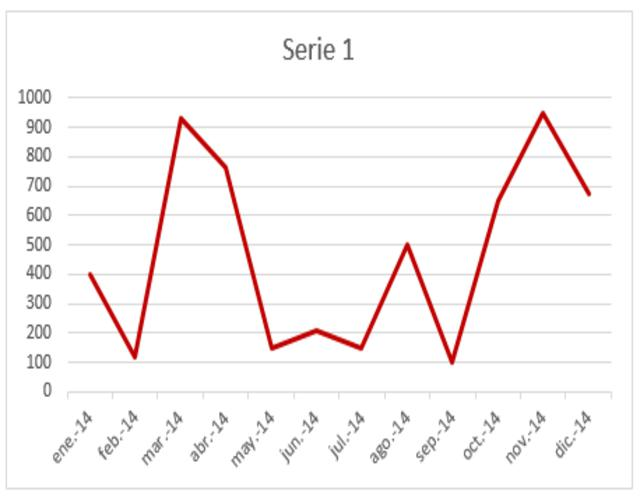 Serie 1
1000
900
800
700
600
500
400
300
200
100
0
ene.-14
feb.-14
mar.-14
abr.-14
may.-14
jun.-14
jul.-14
ago.-14
sep.-14
oct.-14
nov.-14
dic.-14